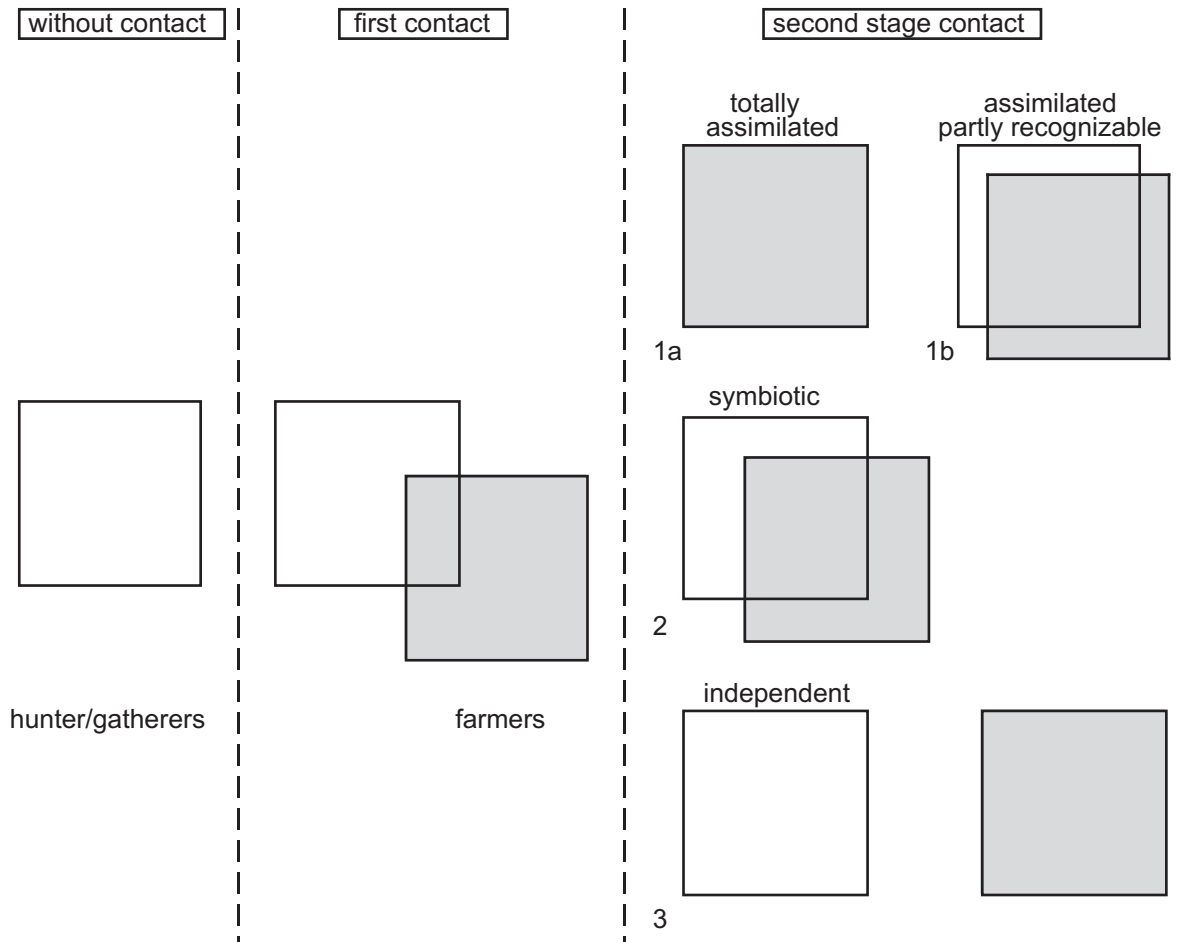 without contact
first contact
second stage contact
totally
assimilated
assimilated
partly recognizable
1a
1b
symbiotic
2
independent
hunter/gatherers
farmers
3